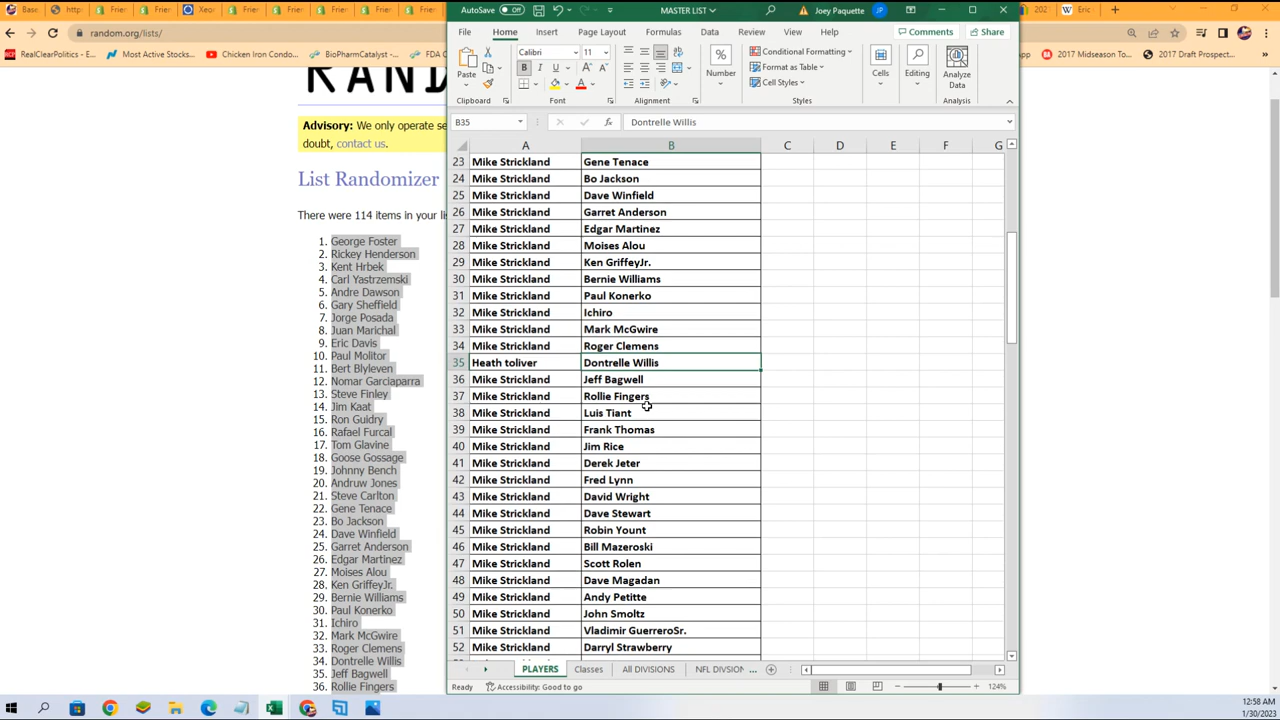 Base
http
Frier
Frier
Xeo
Frier
Frier
Frier
AutoSave Off MASTER LIST Joey Paquette JP
202
Eric
random.org/lists/
File Home Insert Page Layout Formulas Data Review View Help Comments Share
RealClearPolitics - ... Most Active Stocks... Chicken Iron Condo... BioPharmCatalyst -... FDA C
2017 Midseason To... 2017 Draft Prospect...
RAND
Calibri 11
Paste
Number
Conditional Formatting
Format as Table
Cell Styles
Cells
Editing
Analyze Data
Clipboard Font Alignment Styles Analysis
Advisory: We only operate se
doubt, contact us.
B35 fx Dontrelle Willis
A B C D E F G
List Randomizer
There were 114 items in your lis
1. George Foster
2. Rickey Henderson
3. Kent Hrbek
4. Carl Yastrzemski
5. Andre Dawson
6. Gary Sheffield
7. Jorge Posada
8. Juan Marichal
9. Eric Davis
10. Paul Molitor
11. Bert Blyleven
12. Nomar Garciaparra
13. Steve Finley
14. Jim Kaat
15. Ron Guidry
16. Rafael Furcal
17. Tom Glavine
18. Goose Gossage
19. Johnny Bench
20. Andruw Jones
21. Steve Carlton
22. Gene Tenace
23. Bo Jackson
24. Dave Winfield
25. Garret Anderson
26. Edgar Martinez
27. Moises Alou
28. Ken GriffeyJr.
29. Bernie Williams
30. Paul Konerko
31. Ichiro
32. Mark McGwire
33. Roger Clemens
34. Dontrelle Willis
35. Jeff Bagwell
36. Rollie Fingers
23 Mike Strickland Gene Tenace
24 Mike Strickland Bo Jackson
25 Mike Strickland Dave Winfield
26 Mike Strickland Garret Anderson
27 Mike Strickland Edgar Martinez
28 Mike Strickland Moises Alou
29 Mike Strickland Ken GriffeyJr.
30 Mike Strickland Bernie Williams
31 Mike Strickland Paul Konerko
32 Mike Strickland Ichiro
33 Mike Strickland Mark McGwire
34 Mike Strickland Roger Clemens
35 Heath toliver Dontrelle Willis
36 Mike Strickland Jeff Bagwell
37 Mike Strickland Rollie Fingers
38 Mike Strickland Luis Tiant
39 Mike Strickland Frank Thomas
40 Mike Strickland Jim Rice
41 Mike Strickland Derek Jeter
42 Mike Strickland Fred Lynn
43 Mike Strickland David Wright
44 Mike Strickland Dave Stewart
45 Mike Strickland Robin Yount
46 Mike Strickland Bill Mazeroski
47 Mike Strickland Scott Rolen
48 Mike Strickland Dave Magadan
49 Mike Strickland Andy Petitte
50 Mike Strickland John Smoltz
51 Mike Strickland Vladimir GuerreroSr.
52 Mike Strickland Darryl Strawberry
PLAYERS Classes All DIVISIONS NFL DIVISION ...
Ready Accessibility: Good to go 124%
12:58 AM
1/30/2023